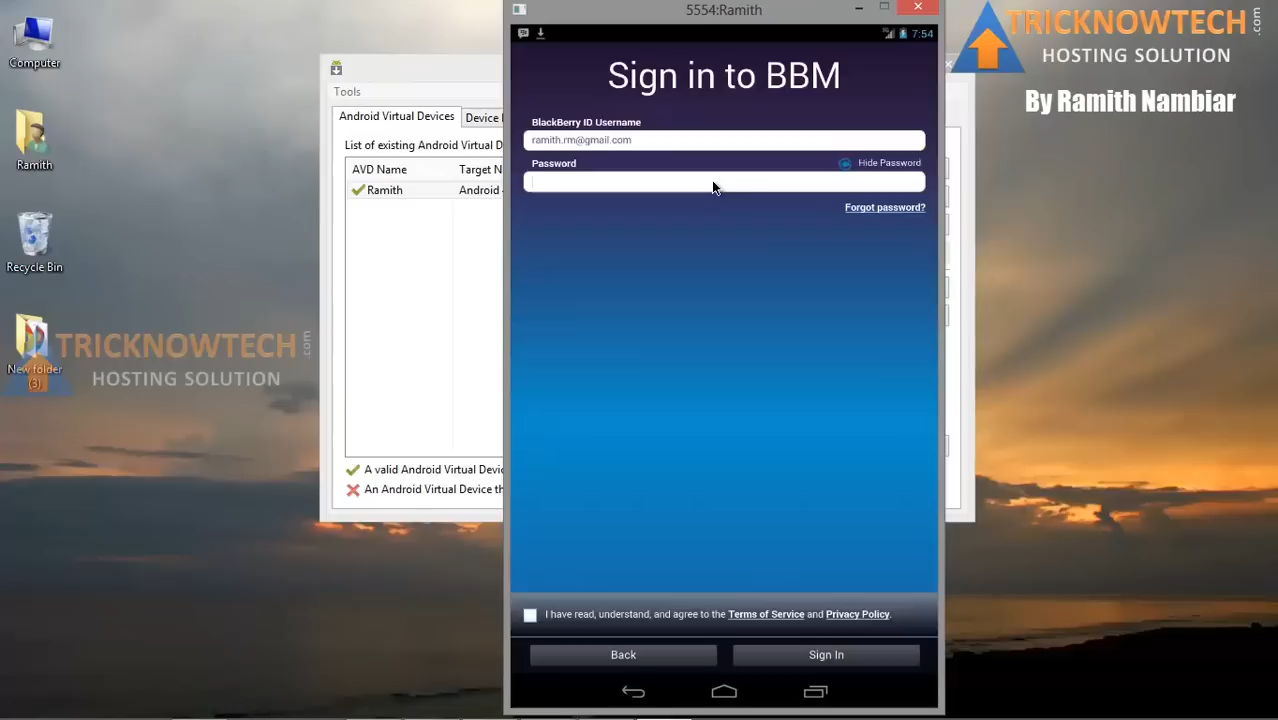 Computer
Ramith
Recycle Bin
New folder
(3)
TRICKNOWTECH
.com
HOSTING SOLUTION
Tools
Android Virtual Devices
Device
List of existing Android Virtual D
AVD Name
Target N
Ramith
Android
A valid Android Virtual Devic
An Android Virtual Device th
5554:Ramith
7:54
Sign in to BBM
BlackBerry ID Username
ramith.rm@gmail.com
Password
Hide Password
Forgot password?
I have read, understand, and agree to the Terms of Service and Privacy Policy.
Back
Sign In
TRICKNOWTECH
.com
HOSTING SOLUTION
By Ramith Nambiar